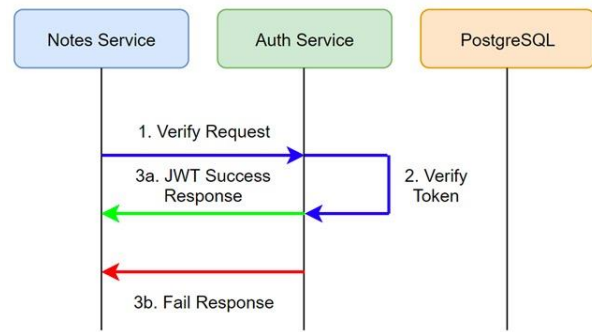 Notes Service
Auth Service
PostgreSQL
1. Verify Request
3a. JWT Success
Response
2. Verify
Token
3b. Fail Response